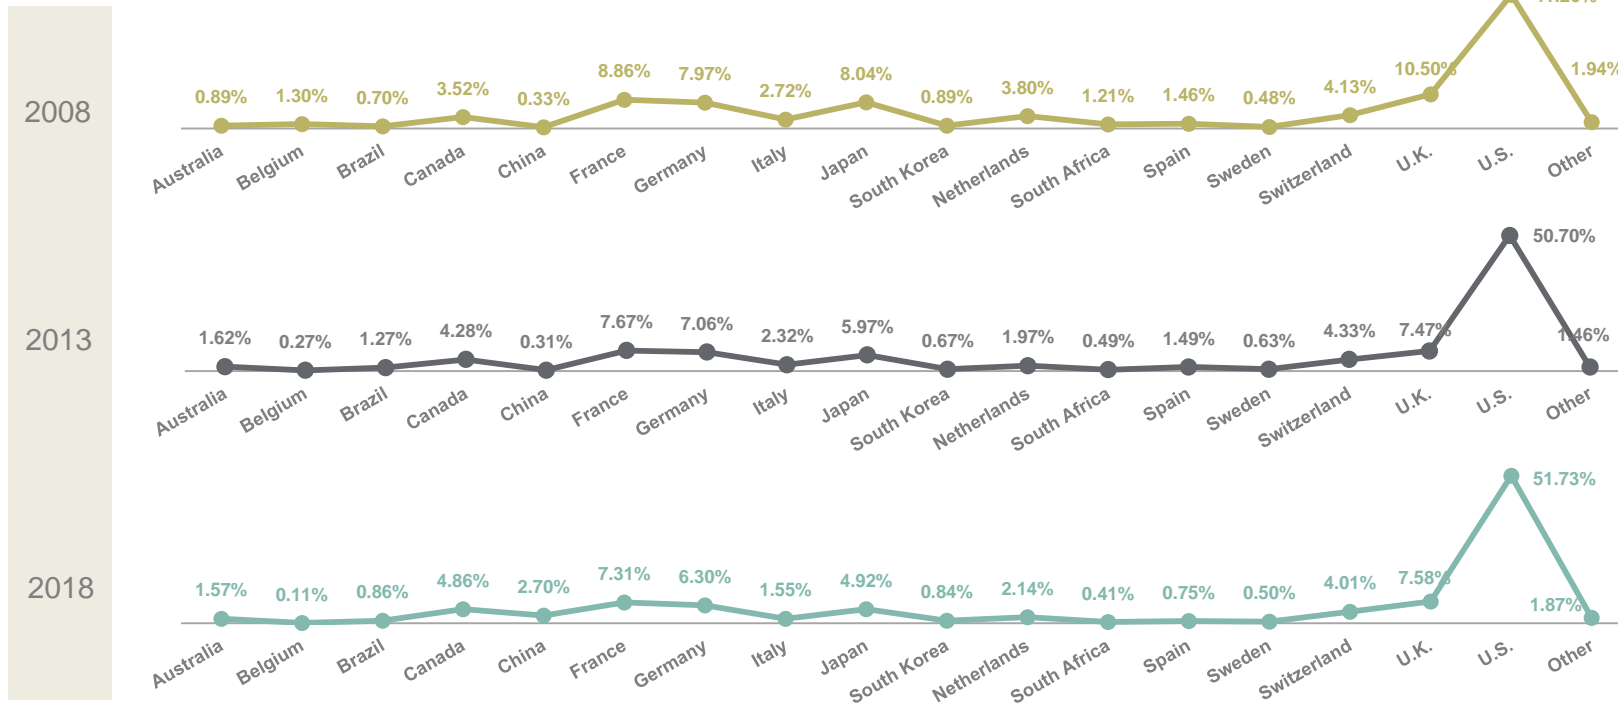 2008
0.89% 1.30% 0.70% 3.52% 0.33% 8.86% 7.97% 2.72% 8.04% 0.89% 3.80% 1.21% 1.46% 0.48% 4.13% 10.50% 1.94%
Australia Belgium Brazil Canada China France Germany Italy Japan South Korea Netherlands South Africa Spain Sweden Switzerland U.K. U.S. Other
2013
1.62% 0.27% 1.27% 4.28% 0.31% 7.67% 7.06% 2.32% 5.97% 0.67% 1.97% 0.49% 1.49% 0.63% 4.33% 7.47% 50.70% 1.46%
Australia Belgium Brazil Canada China France Germany Italy Japan South Korea Netherlands South Africa Spain Sweden Switzerland U.K. U.S. Other
2018
1.57% 0.11% 0.86% 4.86% 2.70% 7.31% 6.30% 1.55% 4.92% 0.84% 2.14% 0.41% 0.75% 0.50% 4.01% 7.58% 51.73% 1.87%
Australia Belgium Brazil Canada China France Germany Italy Japan South Korea Netherlands South Africa Spain Sweden Switzerland U.K. U.S. Other